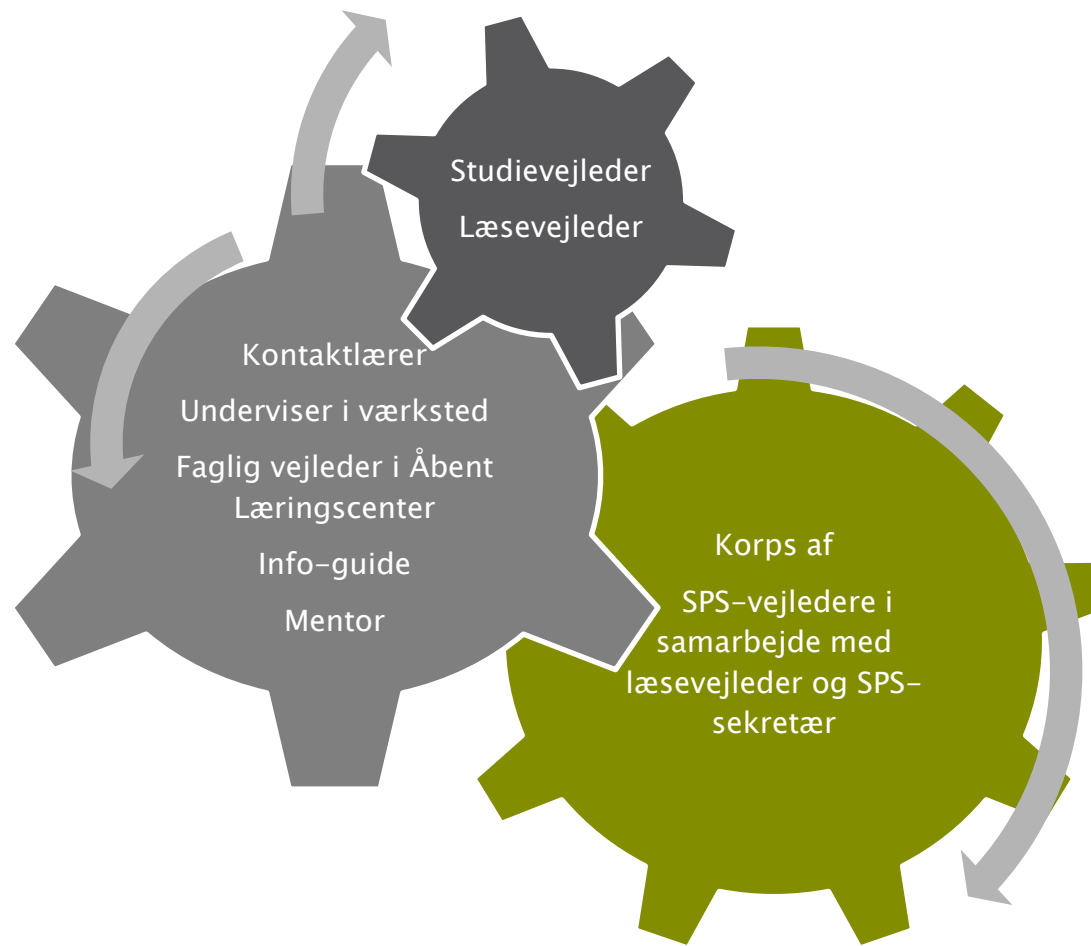 Studievejleder
Læsevejleder
Kontaktlærer
Underviser i værksted
Faglig vejleder i Åbent
Læringscenter
Info-guide
Mentor
Korps af
SPS-vejledere i
samarbejde med
læsevejleder og SPS-
sekretær